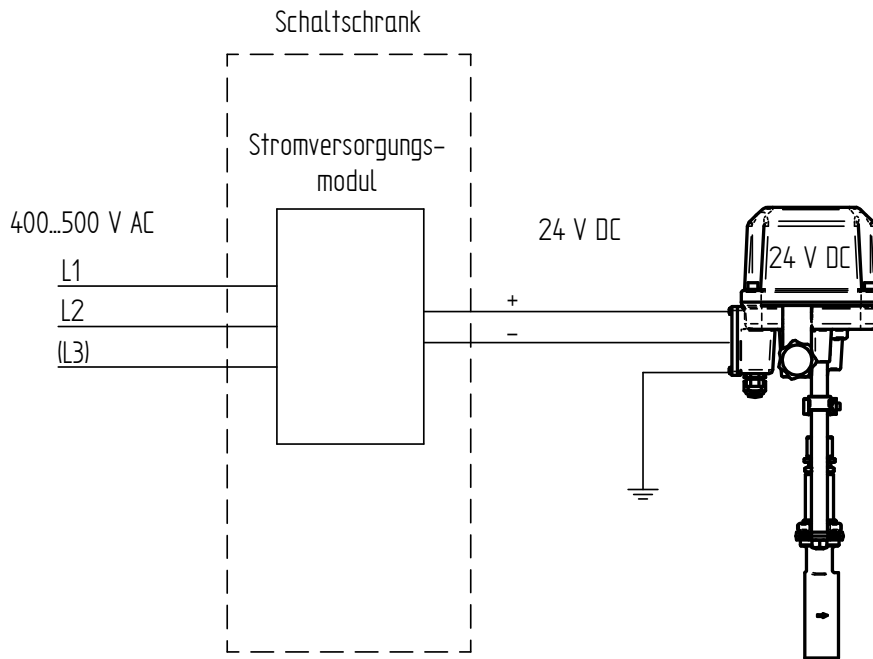 Schaltschrank
Stromversorgungs-
modul
400...500 V AC
24 V DC
24 V DC
L1
L2
(L3)
+
-